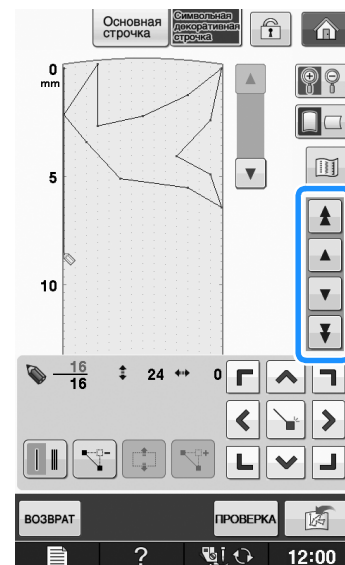 Основная
строчка
Символьная
декоративная
строчка
0
mm
5
10
16
16
24
0
ВОЗВРАТ
ПРОВЕРКА
?
12:00